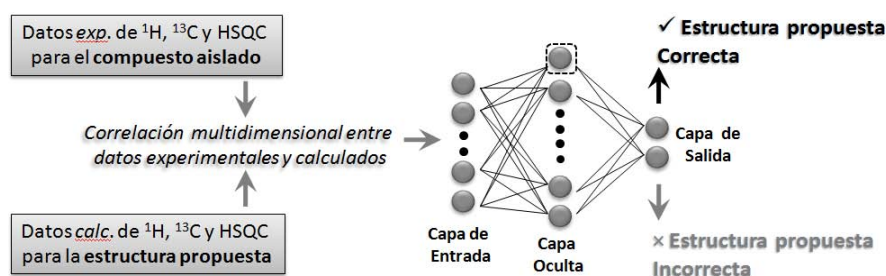 Datos exp. de ¹H, ¹³C y HSQC
para el compuesto aislado
Correlación multidimensional entre
datos experimentales y calculados
Datos calc. de ¹H, ¹³C y HSQC
para la estructura propuesta
Capa de
Entrada
Capa
Oculta
Capa de
Salida
✓ Estructura propuesta
Correcta
× Estructura propuesta
Incorrecta